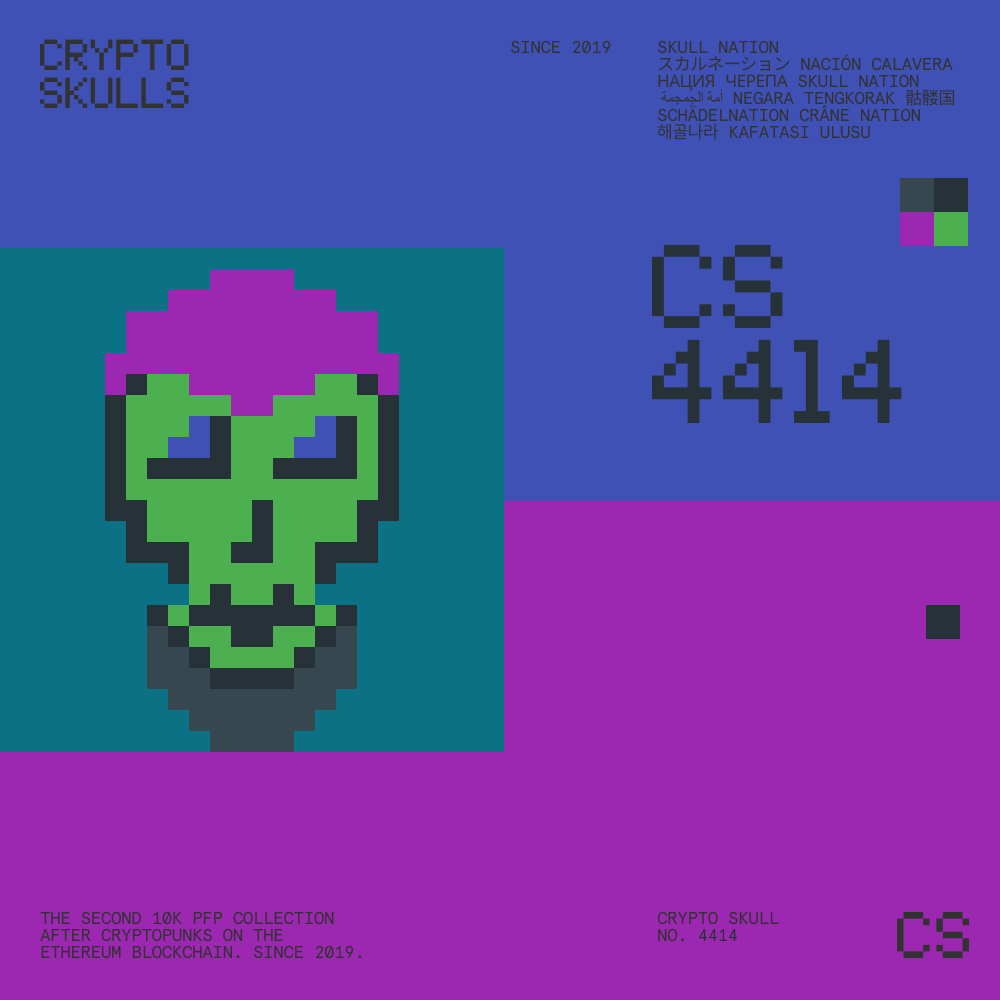 CRYPTO
SKULLS
SINCE 2019
SKULL NATION
スカルネーション NACIÓN CALAVERA
НАЦИЯ ЧЕРЕПА SKULL NATION
أمة الجمجمة NEGARA TENGKORAK 骷髅国
SCHÄDELNATION CRÂNE NATION
해골나라 KAFATASI ULUSU
CS
4414
THE SECOND 10K PFP COLLECTION
AFTER CRYPTOPUNKS ON THE
ETHEREUM BLOCKCHAIN. SINCE 2019.
CRYPTO SKULL
NO. 4414
CS